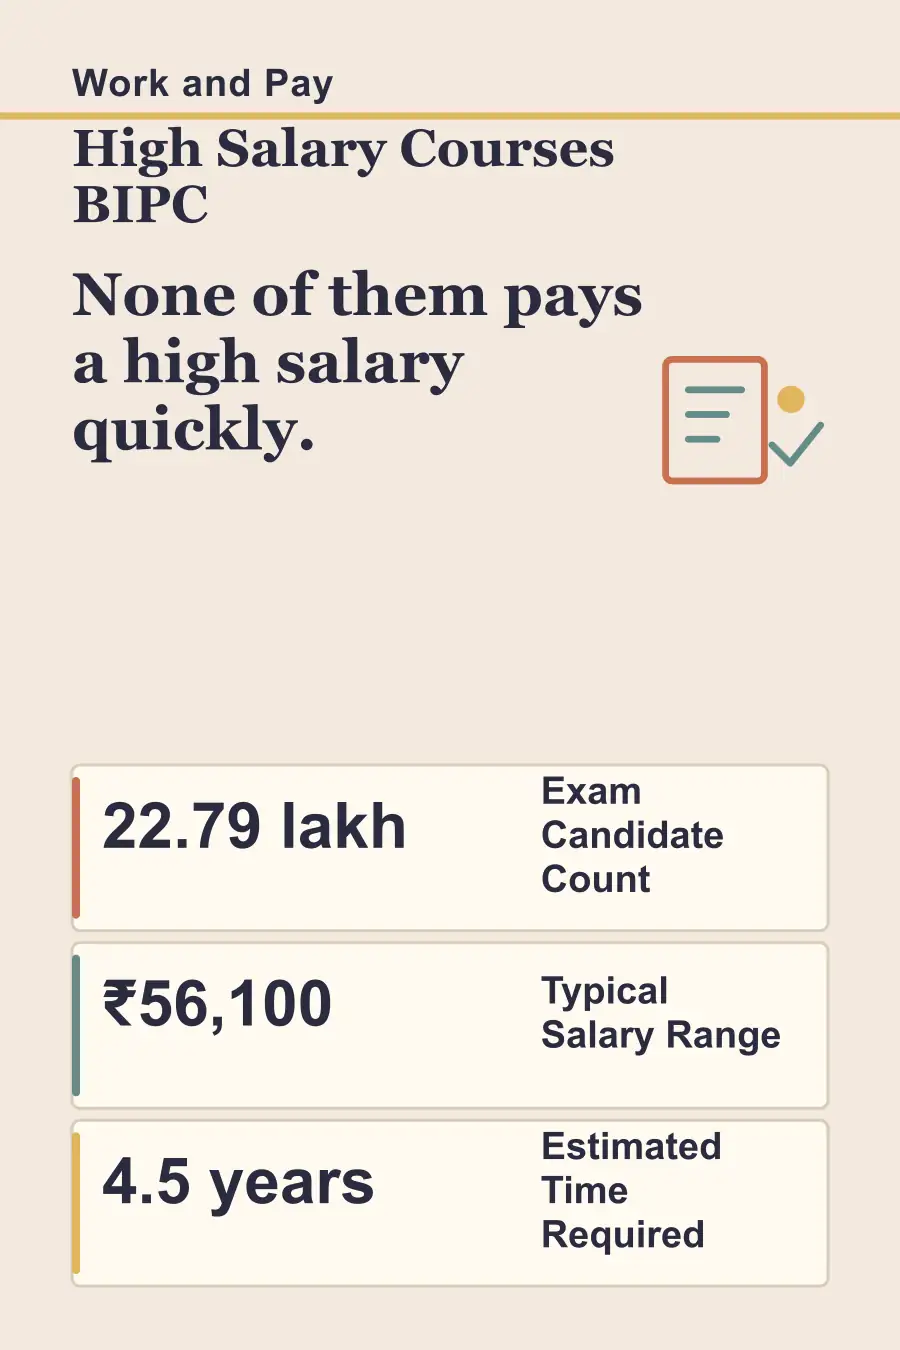 Work and Pay
High Salary Courses
BIPC
None of them pays
a high salary
quickly.
22.79 lakh
Exam
Candidate
Count
₹56,100
Typical
Salary Range
4.5 years
Estimated
Time
Required